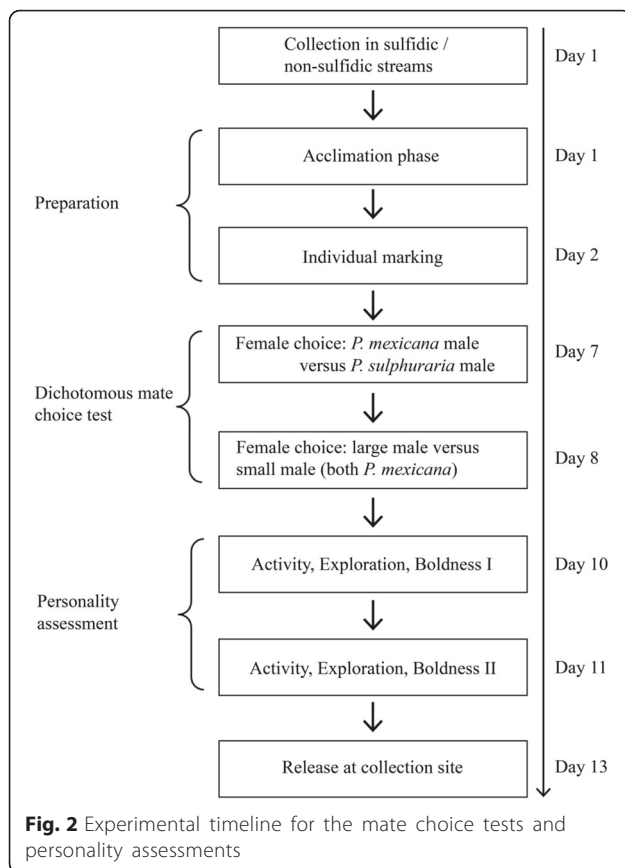 Collection in sulfidic /
non-sulfidic streams
Day 1
Preparation
Acclimation phase
Day 1
Individual marking
Day 2
Dichotomous mate
choice test
Female choice: P. mexicana male
versus P. sulphuraria male
Day 7
Female choice: large male versus
small male (both P. mexicana)
Day 8
Personality
assessment
Activity, Exploration, Boldness I
Day 10
Activity, Exploration, Boldness II
Day 11
Release at collection site
Day 13
Fig. 2 Experimental timeline for the mate choice tests and
personality assessments